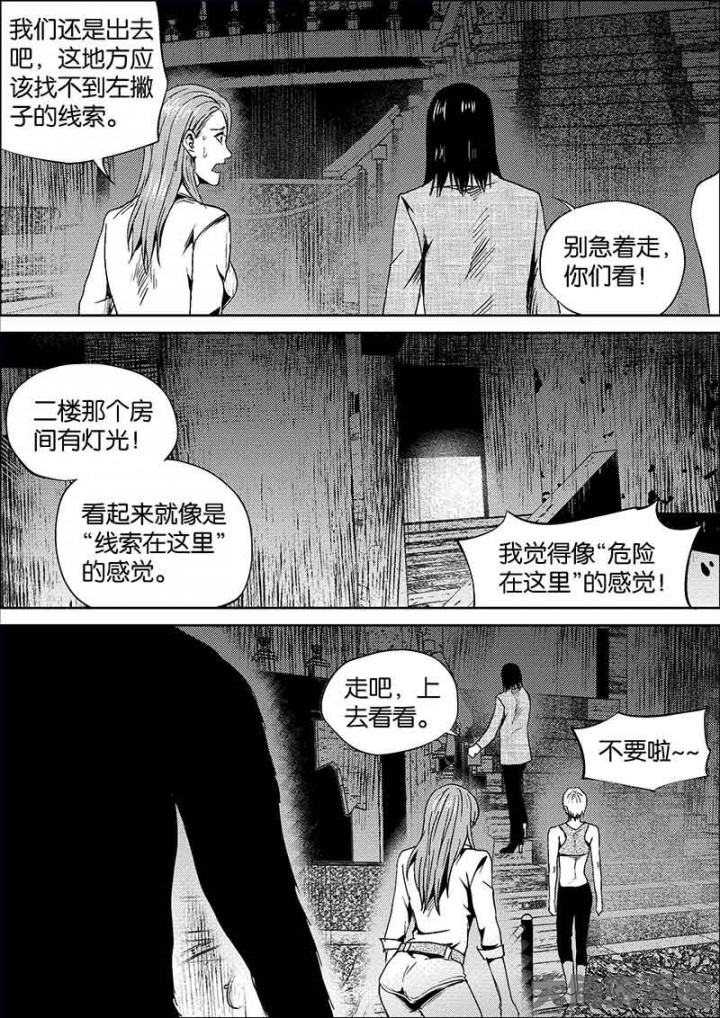 我们还是出去
吧，这地方应
该找不到左撇
子的线索。
别急着走，
你们看！
二楼那个房
间有灯光！
看起来就像是
“线索在这里”
的感觉。
我觉得像“危险
在这里”的感觉！
走吧，上
去看看。
不要啦~~